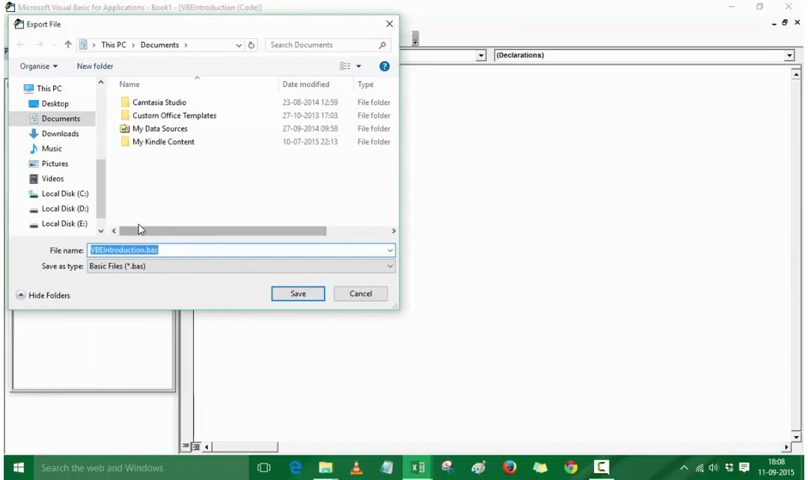 Microsoft Visual Basic for Applications - Book1 - [VBEIntroduction (Code)]
Export File
This PC
Documents
Search Documents
(Declarations)
Organise
New folder
Name
Date modified
Type
This PC
Desktop
Documents
Downloads
Music
Pictures
Videos
Local Disk (C:)
Local Disk (D:)
Local Disk (E:)
Camtasia Studio 23-08-2014 12:59 File folder
Custom Office Templates 27-10-2013 17:03 File folder
My Data Sources 27-09-2014 09:58 File folder
My Kindle Content 10-07-2015 22:13 File folder
File name: VBEIntroduction.bas
Save as type: Basic Files (*.bas)
Hide Folders
Save
Cancel
Search the web and Windows
18:08
11-09-2015